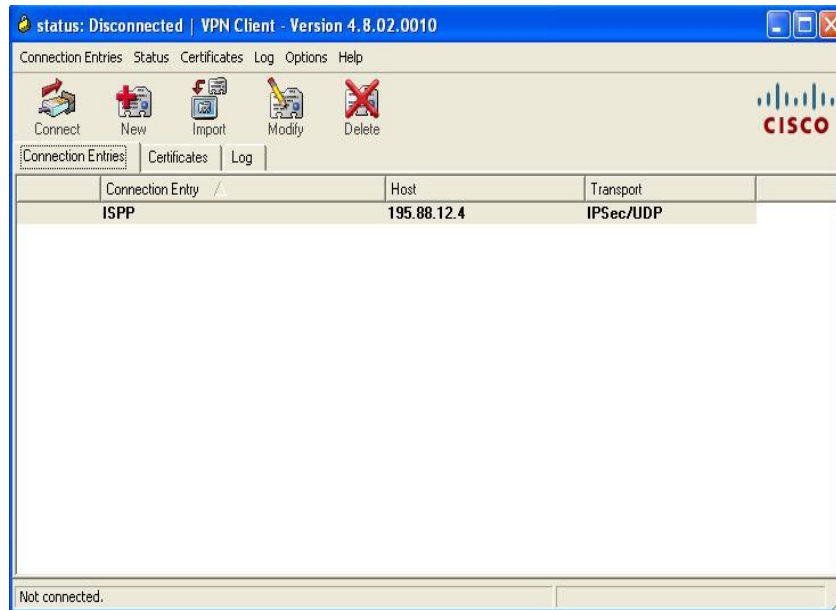 status: Disconnected | VPN Client - Version 4.8.02.0010
Connection Entries Status Certificates Log Options Help
Connect New Import Modify Delete
CISCO
Connection Entries Certificates Log
Connection Entry Host Transport
ISPP 195.88.12.4 IPSec/UDP
Not connected.